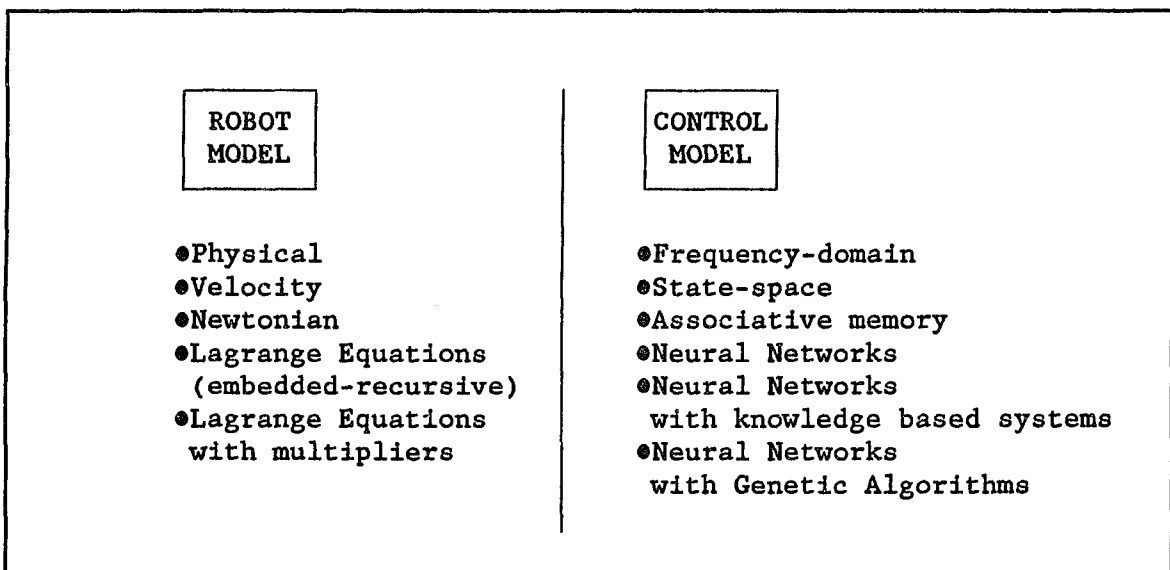 ROBOT
MODEL
●Physical
●Velocity
●Newtonian
●Lagrange Equations
(embedded-recursive)
●Lagrange Equations
with multipliers
CONTROL
MODEL
●Frequency-domain
●State-space
●Associative memory
●Neural Networks
●Neural Networks
with knowledge based systems
●Neural Networks
with Genetic Algorithms